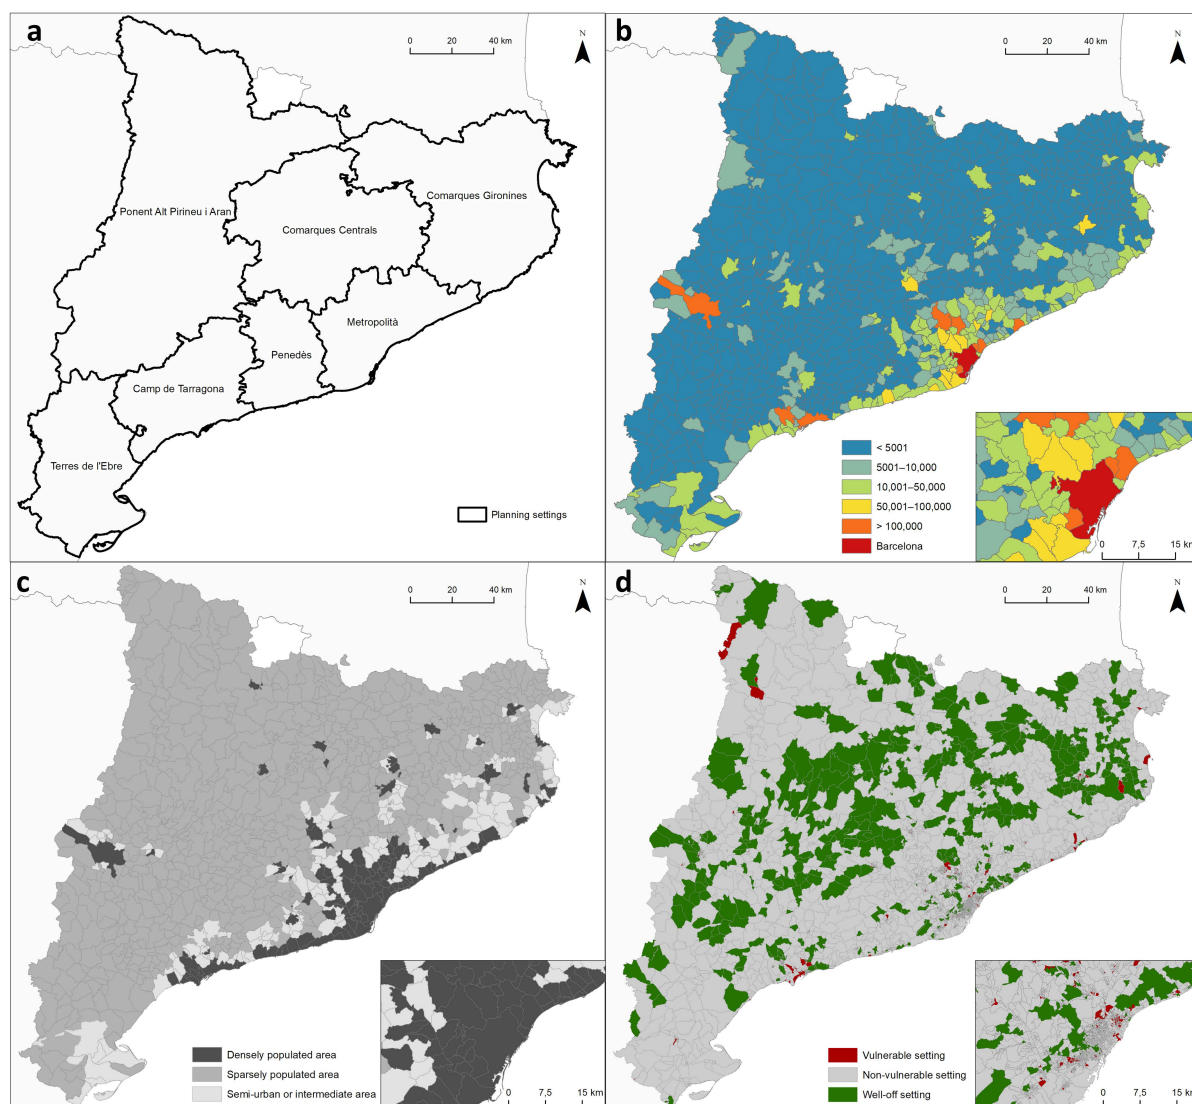 a
N
0 20 40 km
Ponent Alt Pirineu i Aran
Comarques Gironines
Comarques Centrals
Metropolità
Penedès
Camp de Tarragona
Terres de l'Ebre
Planning settings
b
N
0 20 40 km
< 5001
5001–10,000
10,001–50,000
50,001–100,000
> 100,000
Barcelona
0 7,5 15 km
c
N
0 20 40 km
Densely populated area
Sparsely populated area
Semi-urban or intermediate area
0 7,5 15 km
d
N
0 20 40 km
Vulnerable setting
Non-vulnerable setting
Well-off setting
0 7,5 15 km